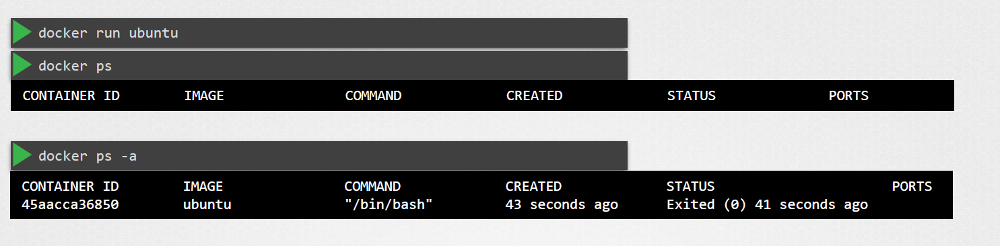 docker run ubuntu
docker ps
CONTAINER ID IMAGE COMMAND CREATED STATUS PORTS
docker ps -a
CONTAINER ID IMAGE COMMAND CREATED STATUS PORTS
45aacca36850 ubuntu "/bin/bash" 43 seconds ago Exited (0) 41 seconds ago